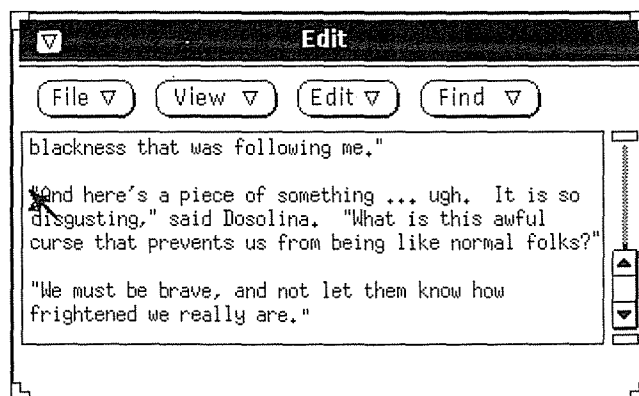 Edit
File View Edit Find
blackness that was following me."
"And here's a piece of something ... ugh.  It is so
disgusting," said Dosolina.  "What is this awful
curse that prevents us from being like normal folks?"
"We must be brave, and not let them know how
frightened we really are."